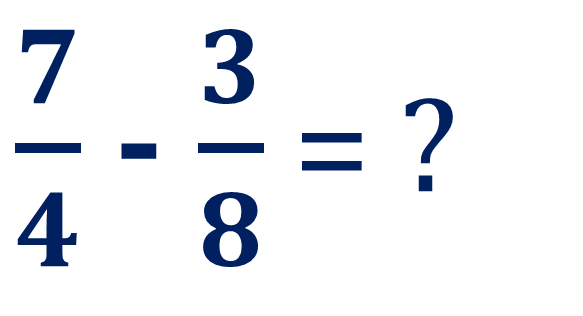 7/4 - 3/8 = ?